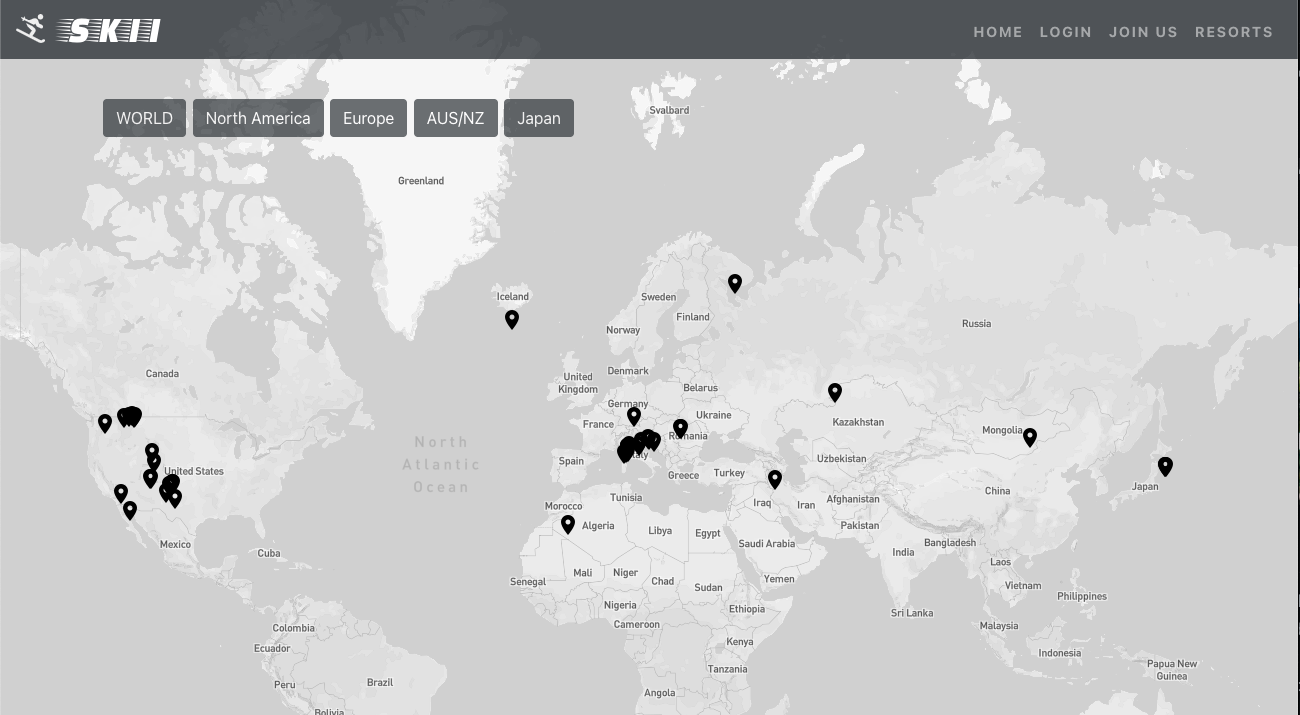 SKII
HOME LOGIN JOIN US RESORTS
WORLD North America Europe AUS/NZ Japan
Svalbard
Greenland
Iceland
Sweden
Finland
Russia
Norway
Canada
Denmark
United
Kingdom
Belarus
Germany
Ukraine
France
Kazakhstan
Mongolia
Romania
North
Atlantic
Ocean
Italy
Spain
United States
Uzbekistan
Greece
Turkey
Japan
China
Tunisia
Morocco
Iraq
Iran
Afghanistan
Algeria
Libya
Egypt
Pakistan
Mexico
Saudi Arabia
Bangladesh
Cuba
India
Laos
Mali
Niger
Chad
Sudan
Yemen
Senegal
Vietnam
Philippines
Nigeria
Ethiopia
Sri Lanka
Cameroon
Malaysia
Colombia
Kenya
Ecuador
Indonesia
Tanzania
Papua New
Guinea
Peru
Brazil
Angola
Bolivia